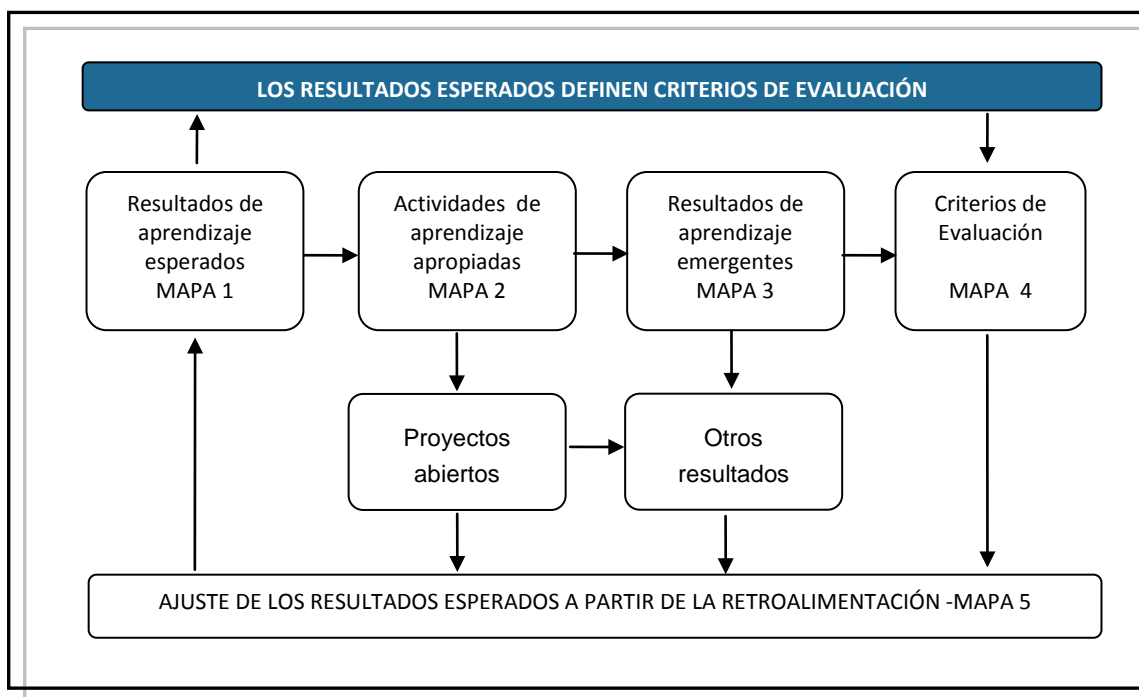 LOS RESULTADOS ESPERADOS DEFINEN CRITERIOS DE EVALUACIÓN
Resultados de
aprendizaje
esperados
MAPA 1
Actividades de
aprendizaje
apropiadas
MAPA 2
Resultados de
aprendizaje
emergentes
MAPA 3
Criterios de
Evaluación
MAPA 4
Proyectos
abiertos
Otros
resultados
AJUSTE DE LOS RESULTADOS ESPERADOS A PARTIR DE LA RETROALIMENTACIÓN -MAPA 5